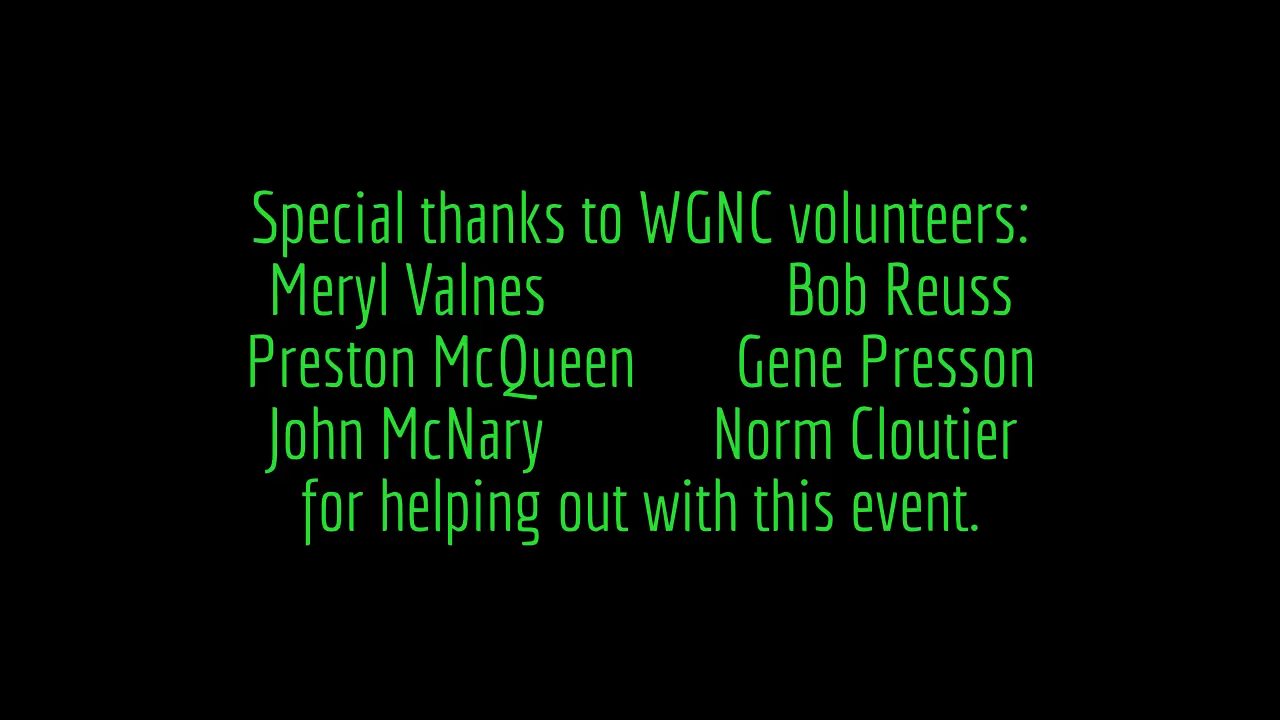 Special thanks to WGNC volunteers:
Meryl Valnes Bob Reuss
Preston McQueen Gene Presson
John McNary Norm Cloutier
for helping out with this event.